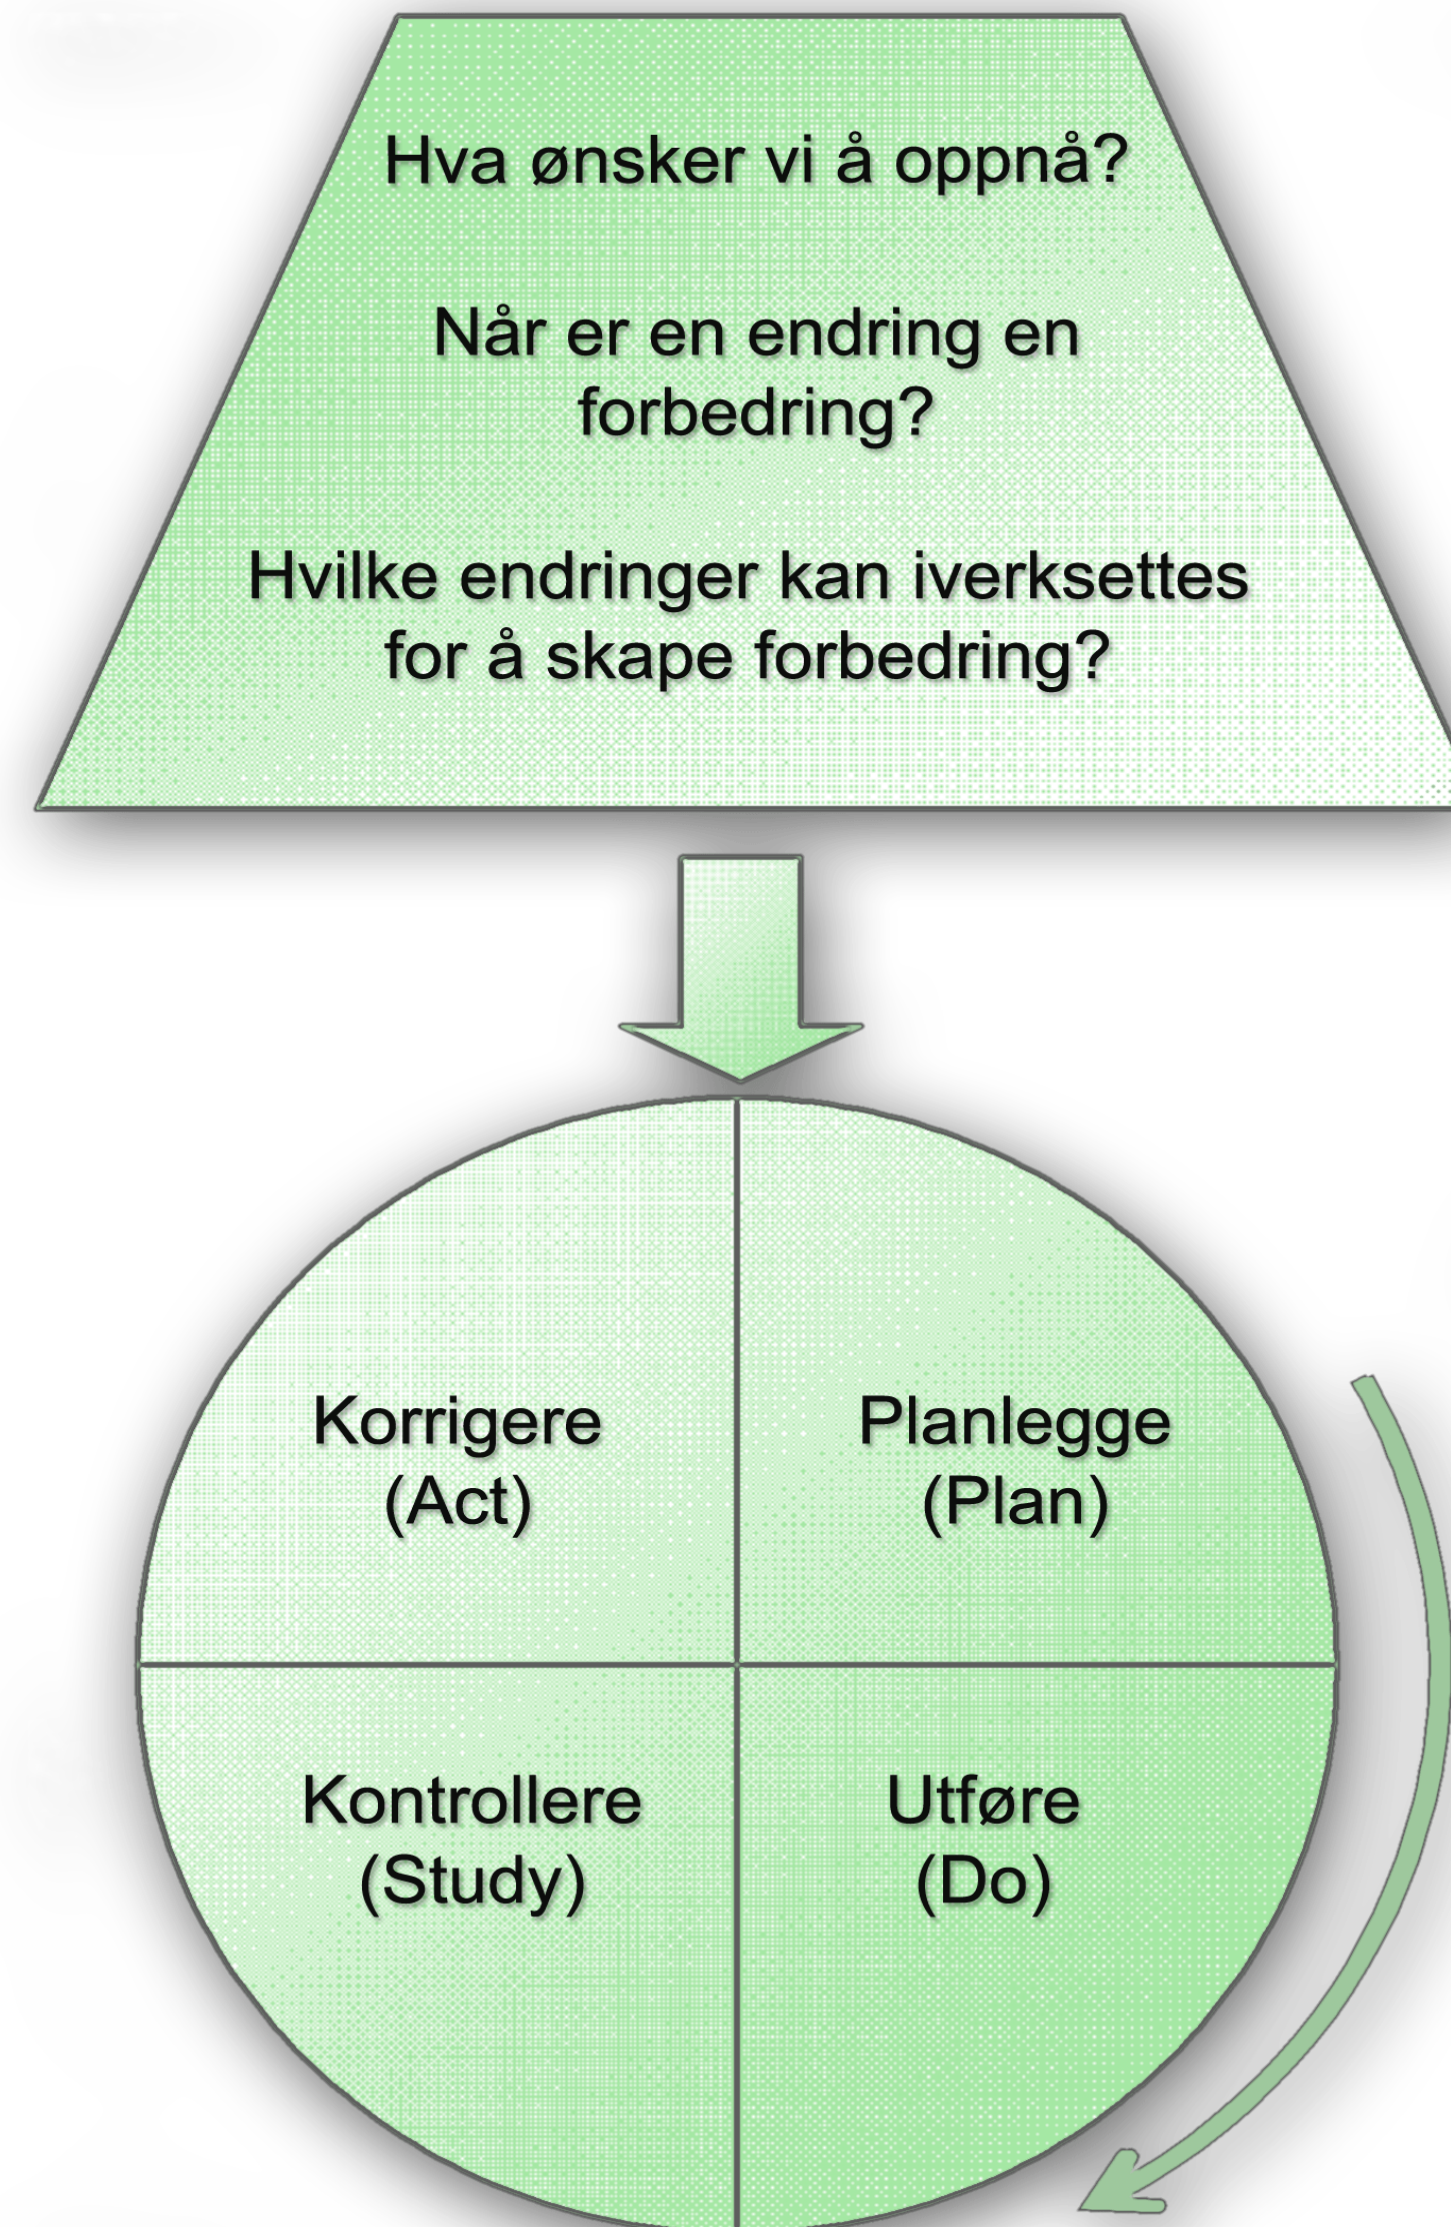 Hva ønsker vi å oppnå?
Når er en endring en
forbedring?
Hvilke endringer kan iverksettes
for å skape forbedring?
Korrigere
(Act)
Planlegge
(Plan)
Kontrollere
(Study)
Utføre
(Do)